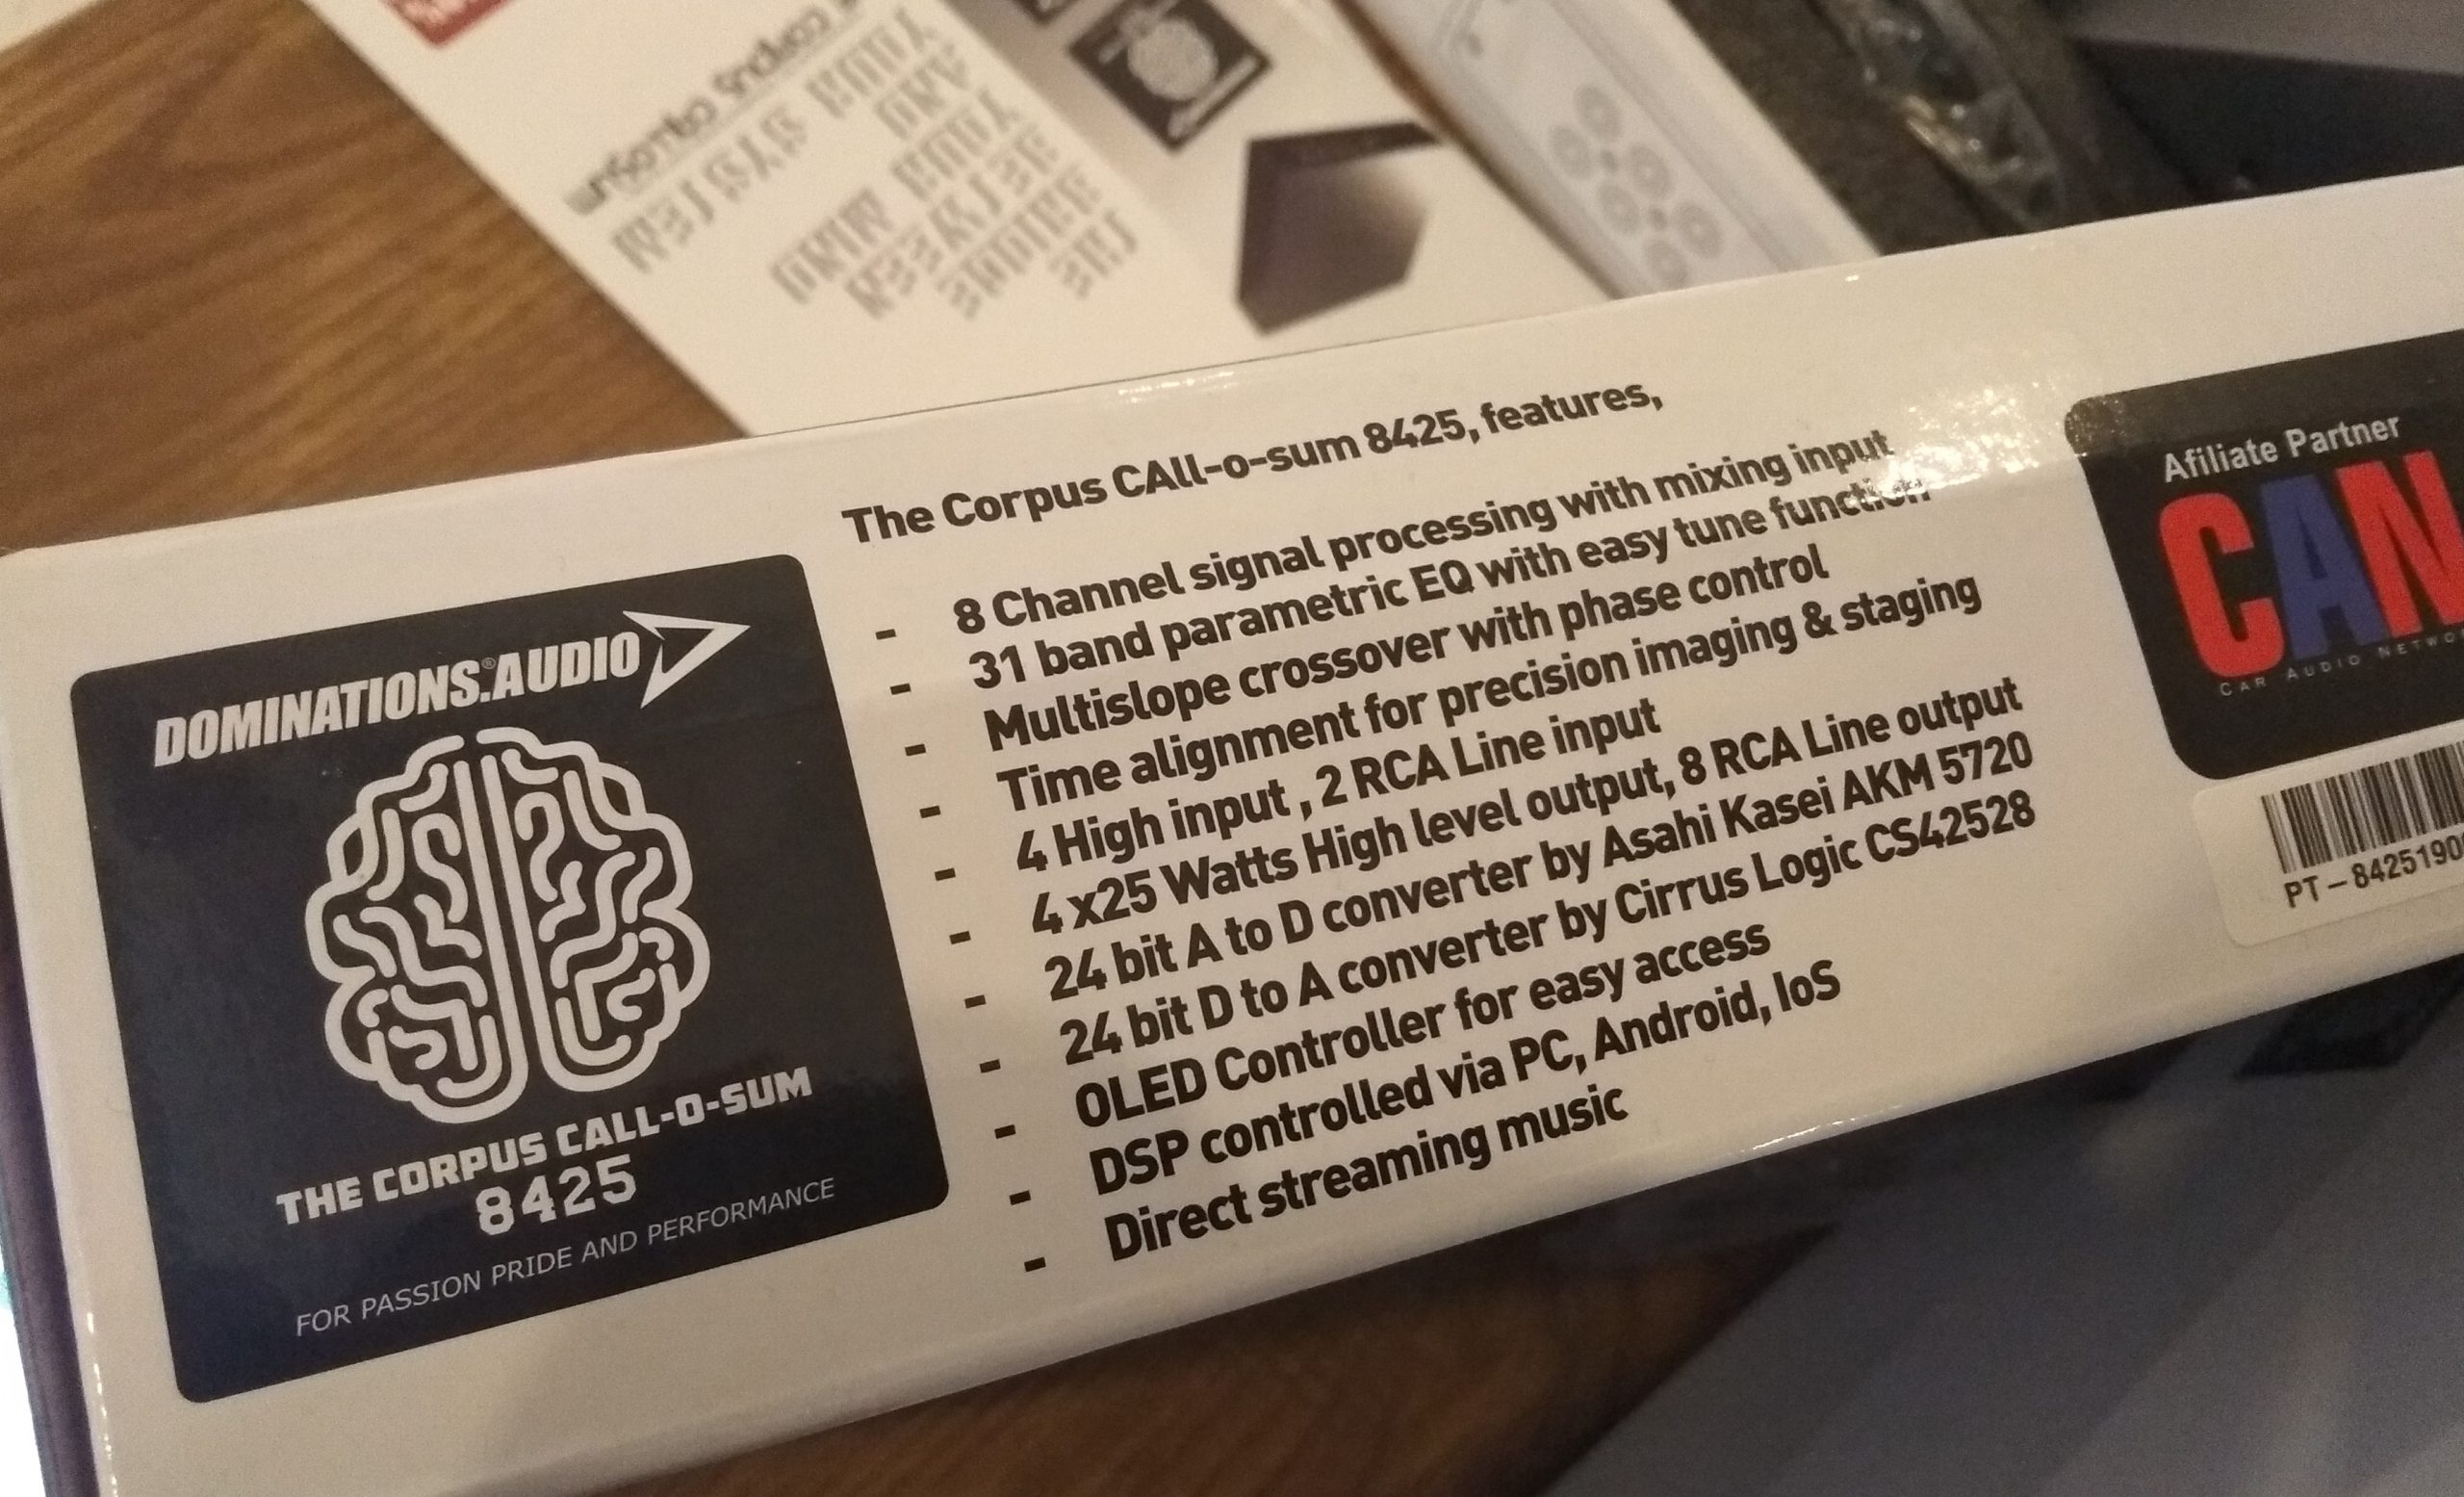 DOMINATIONS.®AUDIO
THE CORPUS CALL-O-SUM
8425
FOR PASSION PRIDE AND PERFORMANCE
The Corpus CAll-o-sum 8425, features,
- 8 Channel signal processing with mixing input
- 31 band parametric EQ with easy tune function
- Multislope crossover with phase control
- Time alignment for precision imaging & staging
- 4 High input , 2 RCA Line input
- 4 x25 Watts High level output, 8 RCA Line output
- 24 bit A to D converter by Asahi Kasei AKM 5720
- 24 bit D to A converter by Cirrus Logic CS42528
- OLED Controller for easy access
- DSP controlled via PC, Android, IoS
- Direct streaming music
Afiliate Partner
CAN
CAR AUDIO
PT-8425190